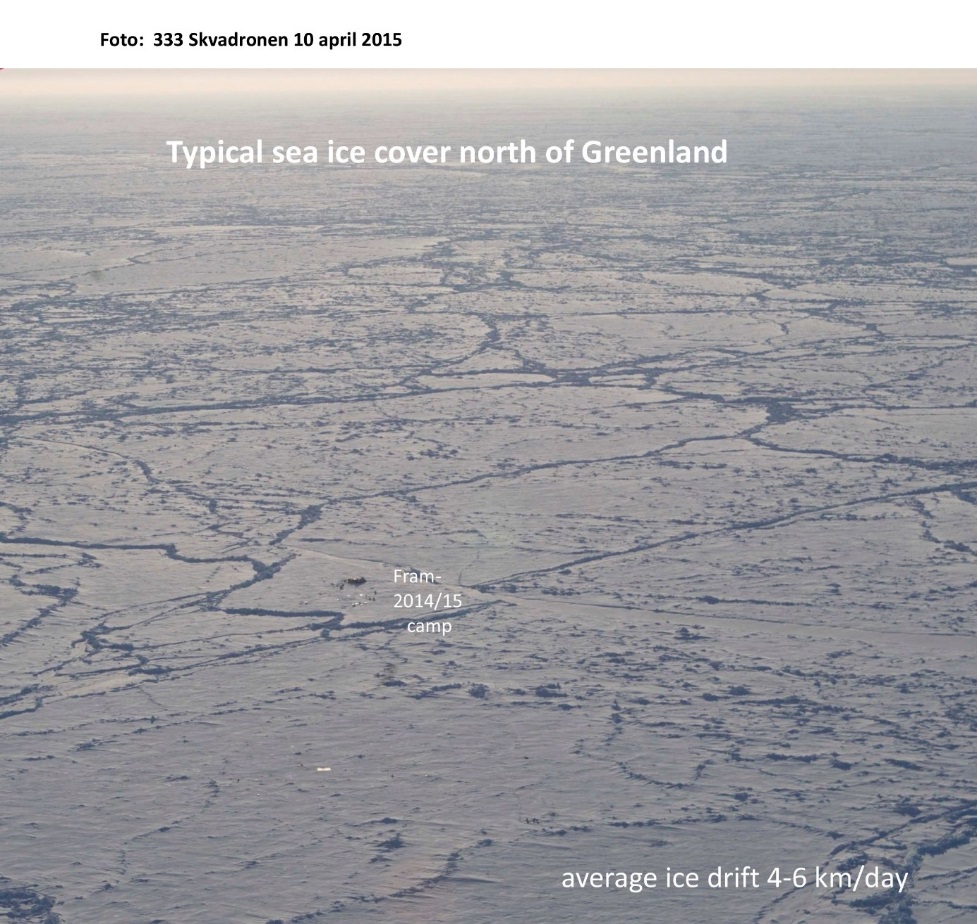 Foto:  333 Skvadronen 10 april 2015
Typical sea ice cover north of Greenland
Fram-
2014/15
camp
average ice drift 4-6 km/day